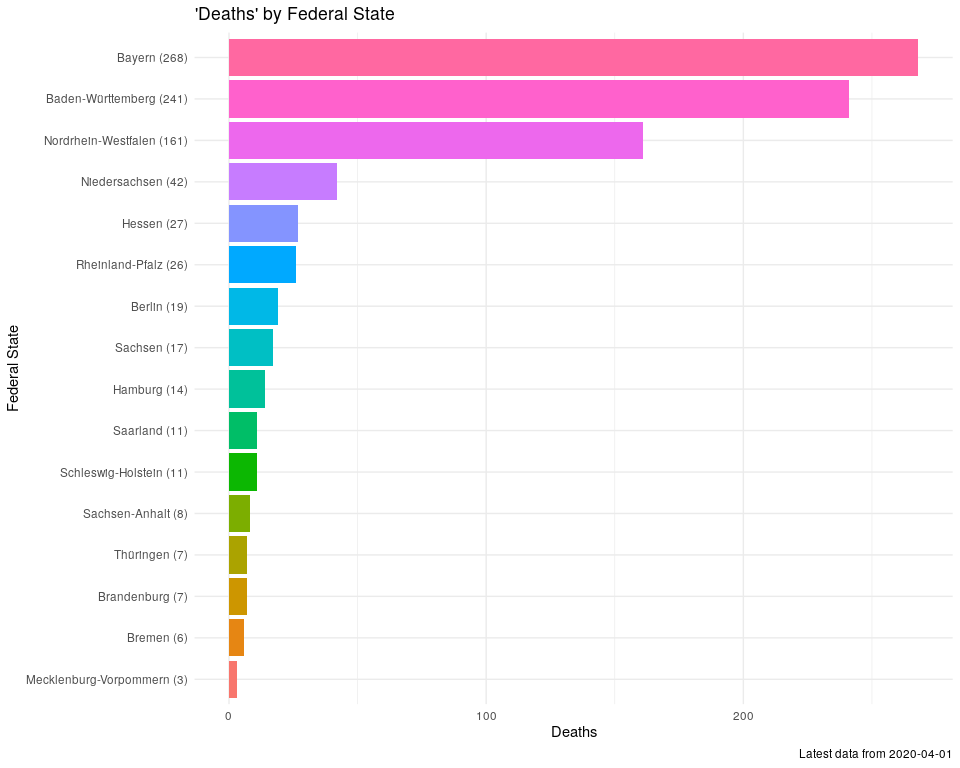 'Deaths' by Federal State
Bayern (268)
Baden-Württemberg (241)
Nordrhein-Westfalen (161)
Niedersachsen (42)
Hessen (27)
Rheinland-Pfalz (26)
Berlin (19)
Sachsen (17)
Hamburg (14)
Saarland (11)
Schleswig-Holstein (11)
Sachsen-Anhalt (8)
Thüringen (7)
Brandenburg (7)
Bremen (6)
Mecklenburg-Vorpommern (3)
Federal State
0 100 200
Deaths
Latest data from 2020-04-01